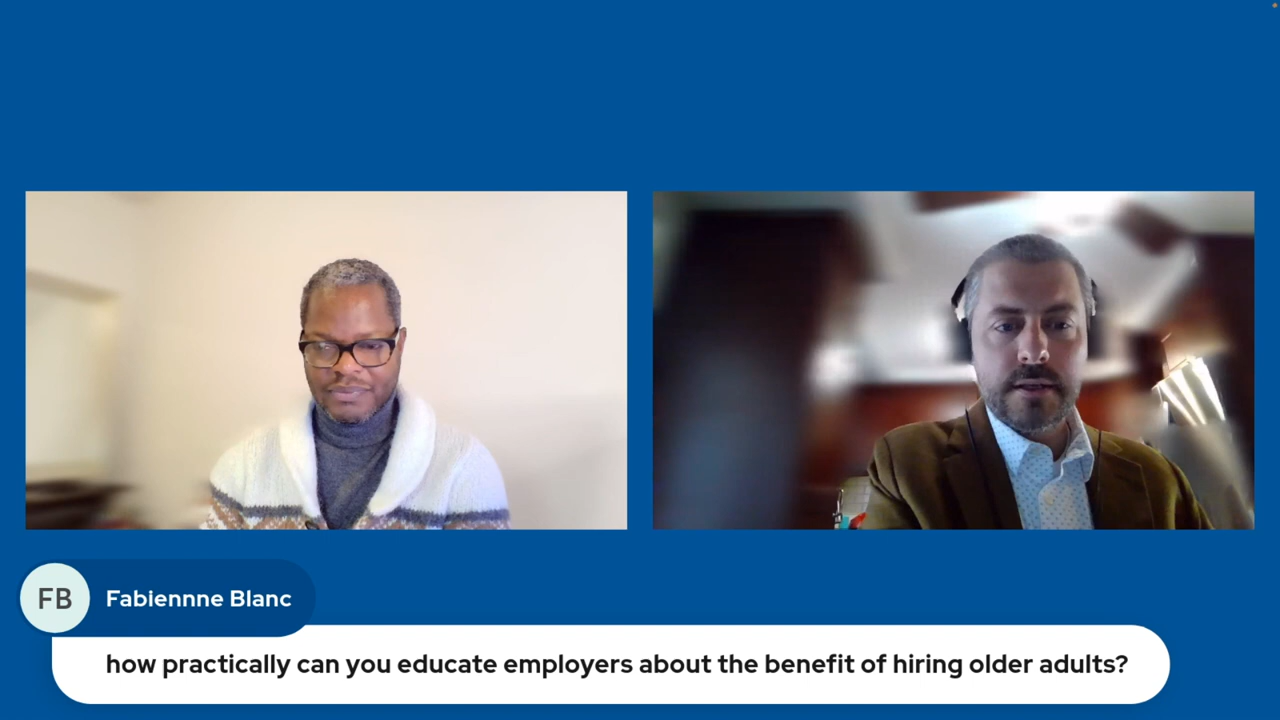 FB
Fabiennne Blanc
how practically can you educate employers about the benefit of hiring older adults?